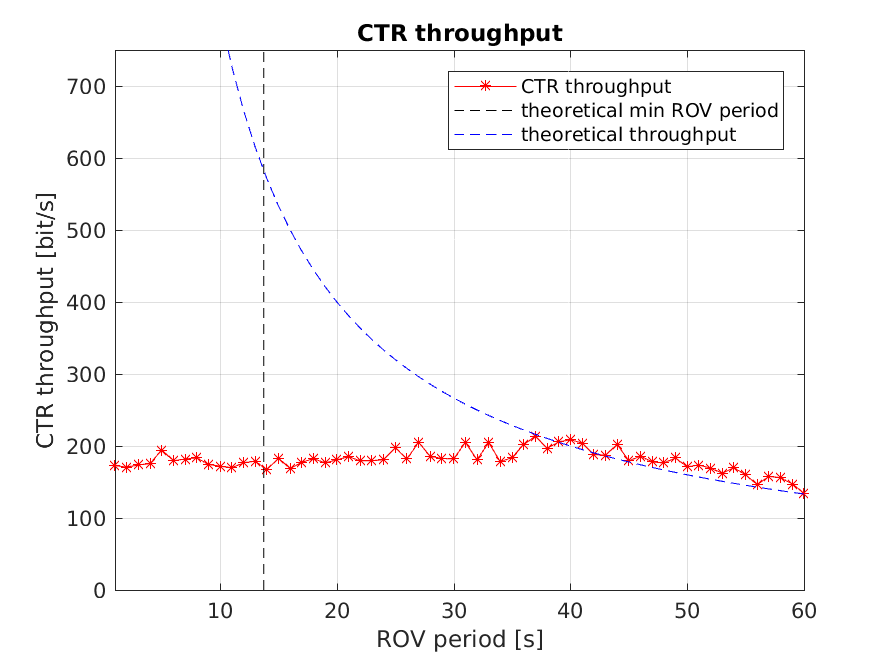 CTR throughput
CTR throughput
theoretical min ROV period
theoretical throughput
CTR throughput [bit/s]
700
600
500
400
300
200
100
0
10 20 30 40 50 60
ROV period [s]